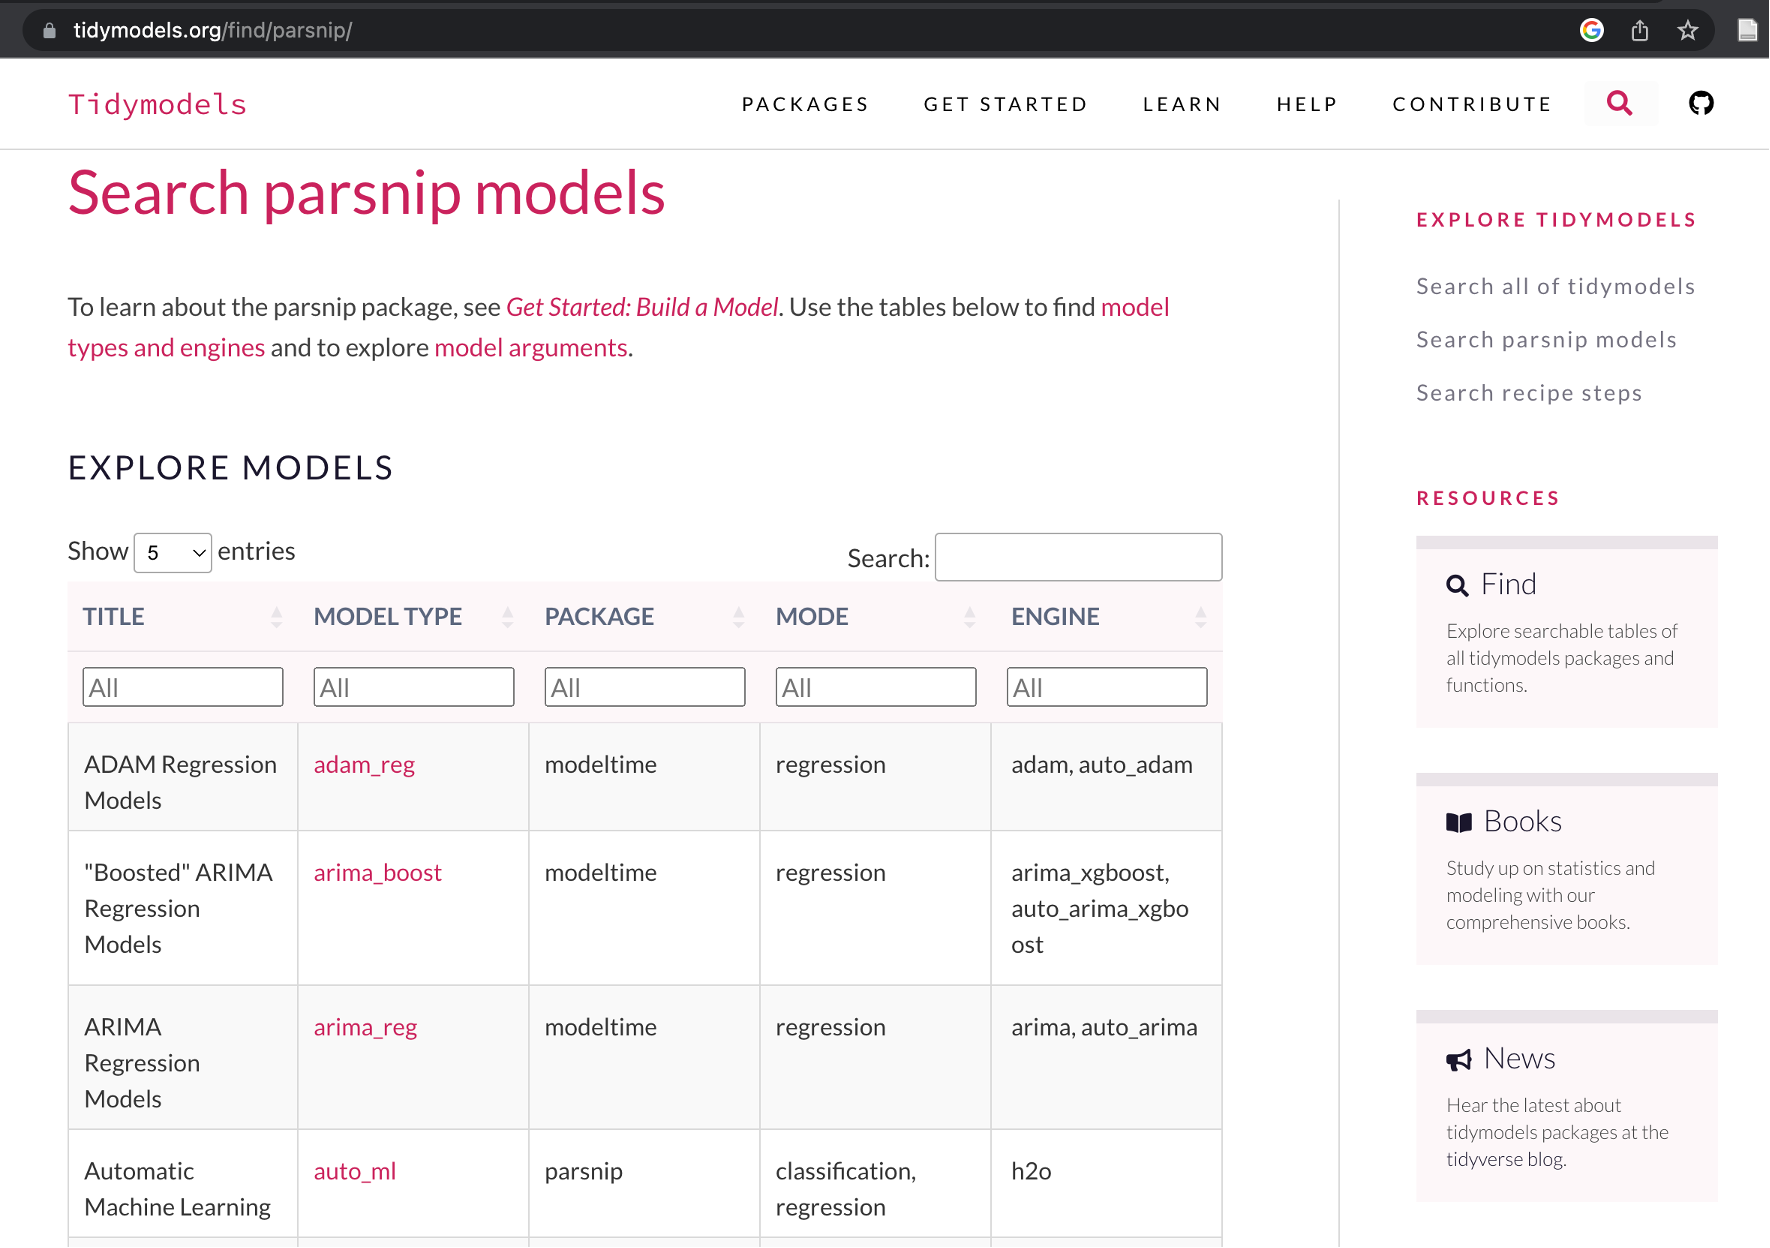 tidymodels.org/find/parsnip/
Tidymodels
PACKAGES GET STARTED LEARN HELP CONTRIBUTE
Search parsnip models
To learn about the parsnip package, see Get Started: Build a Model. Use the tables below to find model
types and engines and to explore model arguments.
EXPLORE MODELS
Show 5 entries
Search:
TITLE MODEL TYPE PACKAGE MODE ENGINE
All All All All All
ADAM Regression
Models
adam_reg
modeltime
regression
adam, auto_adam
"Boosted" ARIMA
Regression
Models
arima_boost
modeltime
regression
arima_xgboost,
auto_arima_xgbo
ost
ARIMA
Regression
Models
arima_reg
modeltime
regression
arima, auto_arima
Automatic
Machine Learning
auto_ml
parsnip
classification,
regression
h2o
EXPLORE TIDYMODELS
Search all of tidymodels
Search parsnip models
Search recipe steps
RESOURCES
Find
Explore searchable tables of
all tidymodels packages and
functions.
Books
Study up on statistics and
modeling with our
comprehensive books.
News
Hear the latest about
tidymodels packages at the
tidyverse blog.